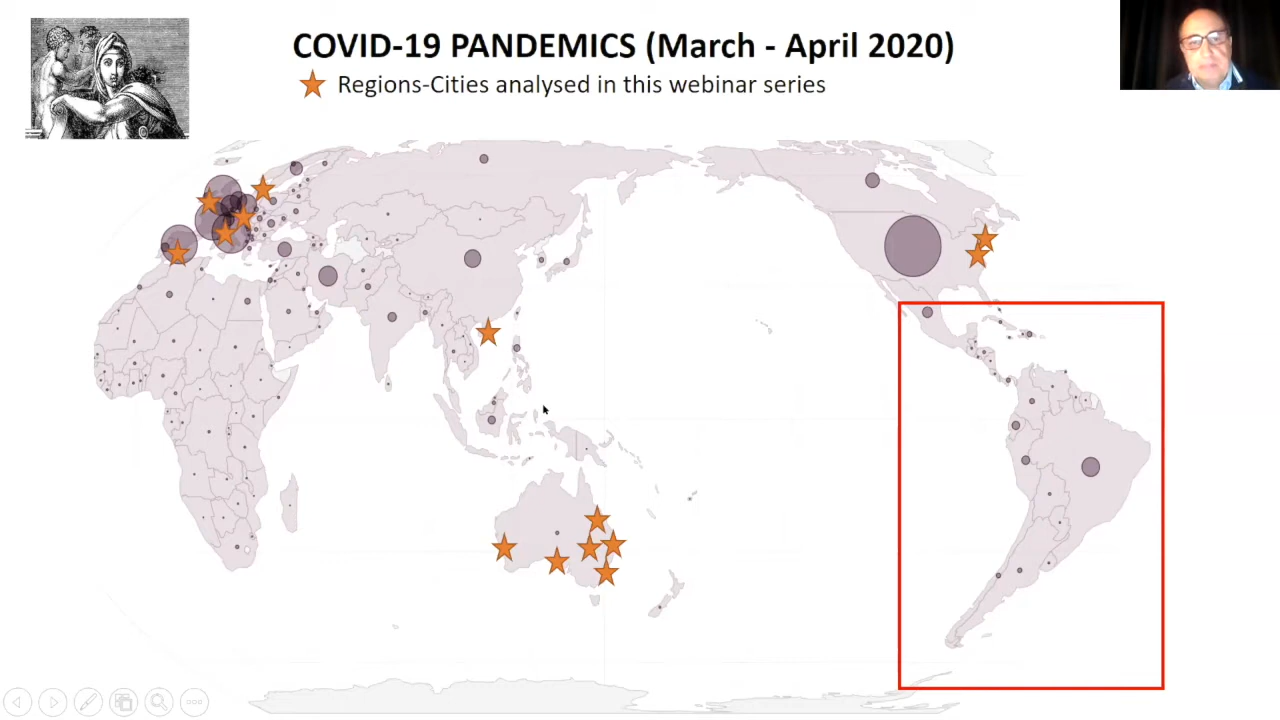 COVID-19 PANDEMICS (March - April 2020)
Regions-Cities analysed in this webinar series